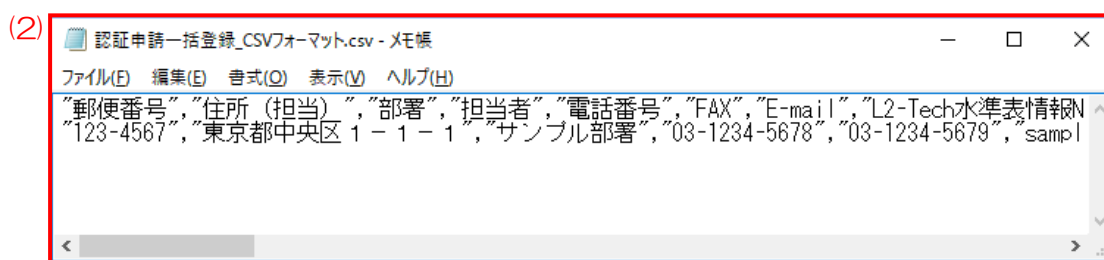 (2)
認証申請一括登録_CSVフォーマット.csv - メモ帳
ファイル(F) 編集(E) 書式(O) 表示(V) ヘルプ(H)
"郵便番号","住所（担当）","部署","担当者","電話番号","FAX","E-mail","L2-Tech水準表情報N
"123-4567","東京都中央区１－１－１","サンプル部署","03-1234-5678","03-1234-5679","sampl